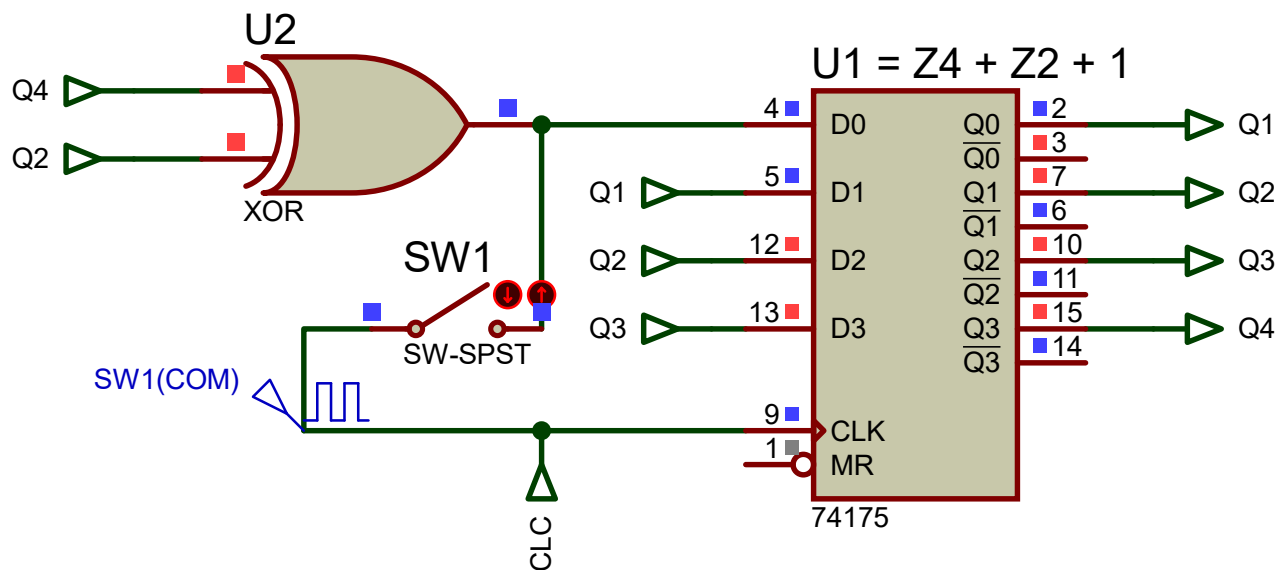 U2
Q4
Q2
XOR
SW1
SW-SPST
SW1(COM)
CLC
U1 = Z4 + Z2 + 1
Q1
Q2
Q3
4
5
12
13
9
1
D0
D1
D2
D3
CLK
MR
Q0
Q0
Q1
Q1
Q2
Q2
Q3
Q3
2
3
7
6
10
11
15
14
Q1
Q2
Q3
Q4
74175